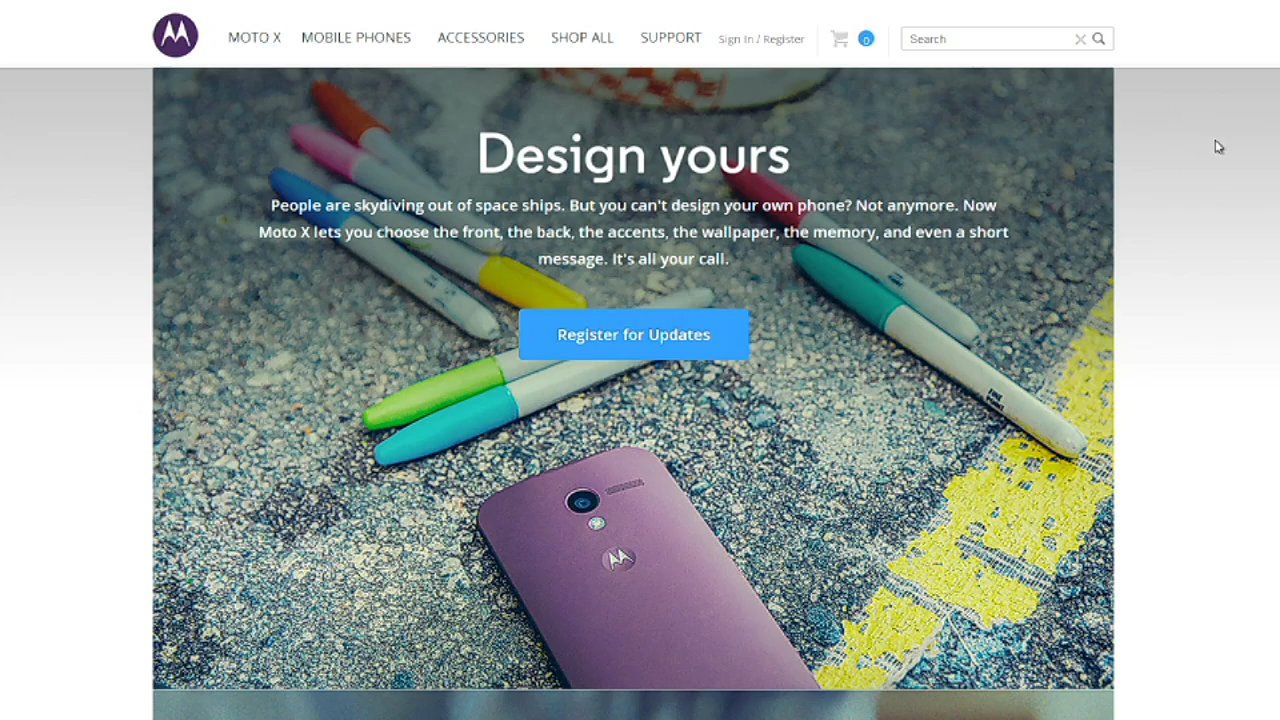 MOTO X MOBILE PHONES ACCESSORIES SHOP ALL SUPPORT Sign In / Register 0 Search
Design yours
People are skydiving out of space ships. But you can't design your own phone? Not anymore. Now
Moto X lets you choose the front, the back, the accents, the wallpaper, the memory, and even a short
message. It's all your call.
Register for Updates